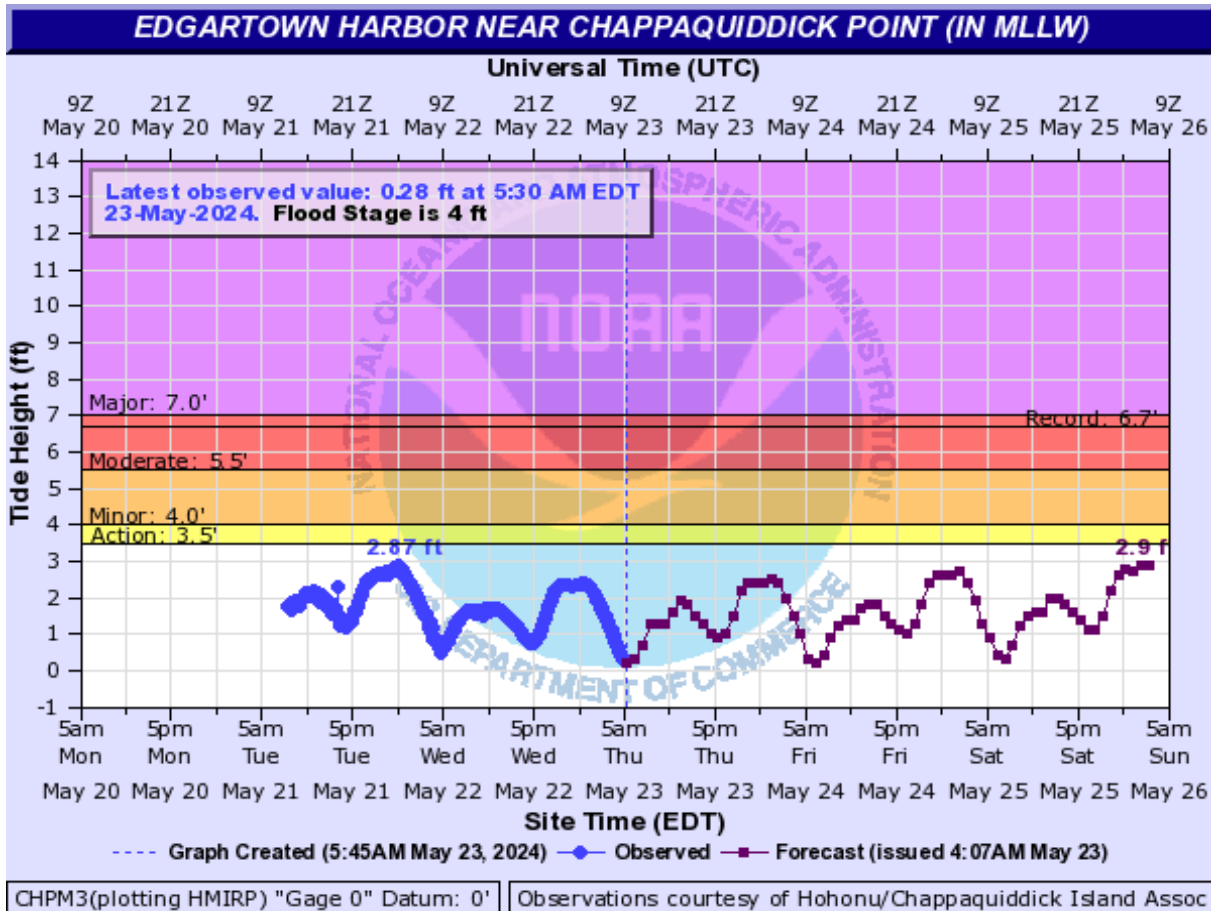 EDGARTOWN HARBOR NEAR CHAPPAQUIDDICK POINT (IN MLLW)
Universal Time (UTC)
9Z 21Z 9Z 21Z 9Z 21Z 9Z 21Z 9Z 21Z 9Z 21Z 9Z
May 20 May 20 May 21 May 21 May 22 May 22 May 23 May 23 May 24 May 24 May 25 May 25 May 26
Latest observed value: 0.28 ft at 5:30 AM EDT
23-May-2024. Flood Stage is 4 ft
NATIONAL OCEANIC AND ATMOSPHERIC ADMINISTRATION
NOAA
U.S. DEPARTMENT OF COMMERCE
Tide Height (ft)
14
13
12
11
10
9
8
7
6
5
4
3
2
1
0
-1
Major: 7.0'
Record: 6.7'
Moderate: 5.5'
Minor: 4.0'
Action: 3.5'
2.87 ft
2.9 f
5am 5pm 5am 5pm 5am 5pm 5am 5pm 5am 5pm 5am 5pm 5am
Mon Mon Tue Tue Wed Wed Thu Thu Fri Fri Sat Sat Sun
May 20 May 20 May 21 May 21 May 22 May 22 May 23 May 23 May 24 May 24 May 25 May 25 May 26
Site Time (EDT)
Graph Created (5:45AM May 23, 2024) Observed Forecast (issued 4:07AM May 23)
CHPM3(plotting HMIRP) "Gage 0" Datum: 0'
Observations courtesy of Hohonu/Chappaquiddick Island Assoc